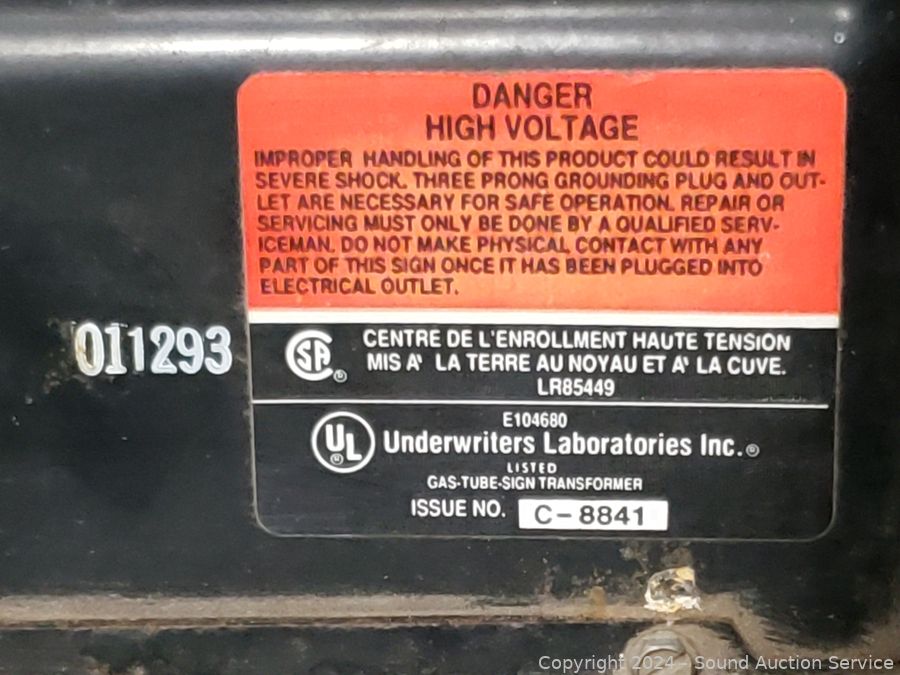 DANGER
HIGH VOLTAGE
IMPROPER HANDLING OF THIS PRODUCT COULD RESULT IN
SEVERE SHOCK. THREE PRONG GROUNDING PLUG AND OUT-
LET ARE NECESSARY FOR SAFE OPERATION. REPAIR OR
SERVICING MUST ONLY BE DONE BY A QUALIFIED SERV-
ICEMAN. DO NOT MAKE PHYSICAL CONTACT WITH ANY
PART OF THIS SIGN ONCE IT HAS BEEN PLUGGED INTO
ELECTRICAL OUTLET.
011293
SA ®
CENTRE DE L'ENROLLMENT HAUTE TENSION
MIS A' LA TERRE AU NOYAU ET A' LA CUVE.
LR85449
E104680
UL ® Underwriters Laboratories Inc.®
LISTED
GAS-TUBE-SIGN TRANSFORMER
ISSUE NO. C-8841
Copyright 2024 - Sound Auction Service